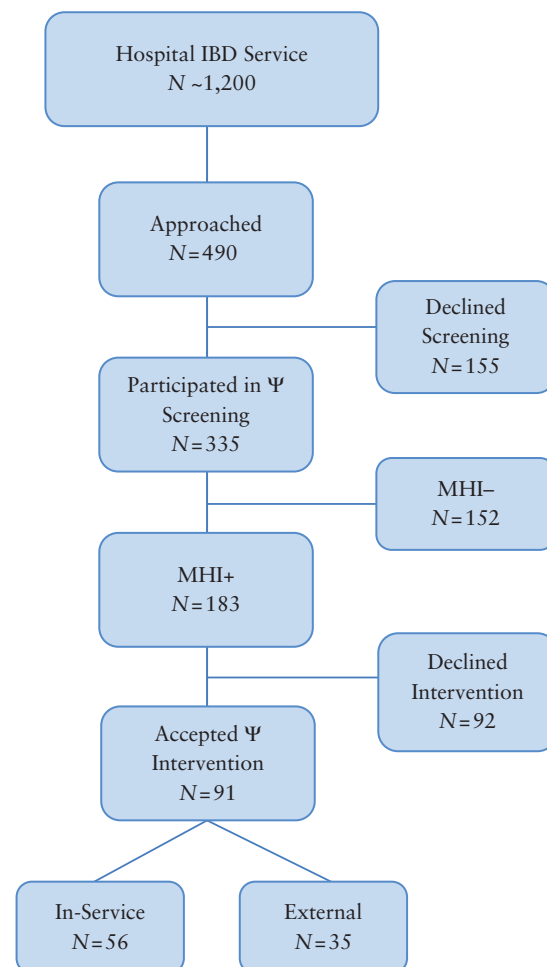 Hospital IBD Service
N ~1,200
Approached
N=490
Declined
Screening
N=155
Participated in Ψ
Screening
N=335
MHI–
N=152
MHI+
N=183
Declined
Intervention
N=92
Accepted Ψ
Intervention
N=91
In-Service
N=56
External
N=35